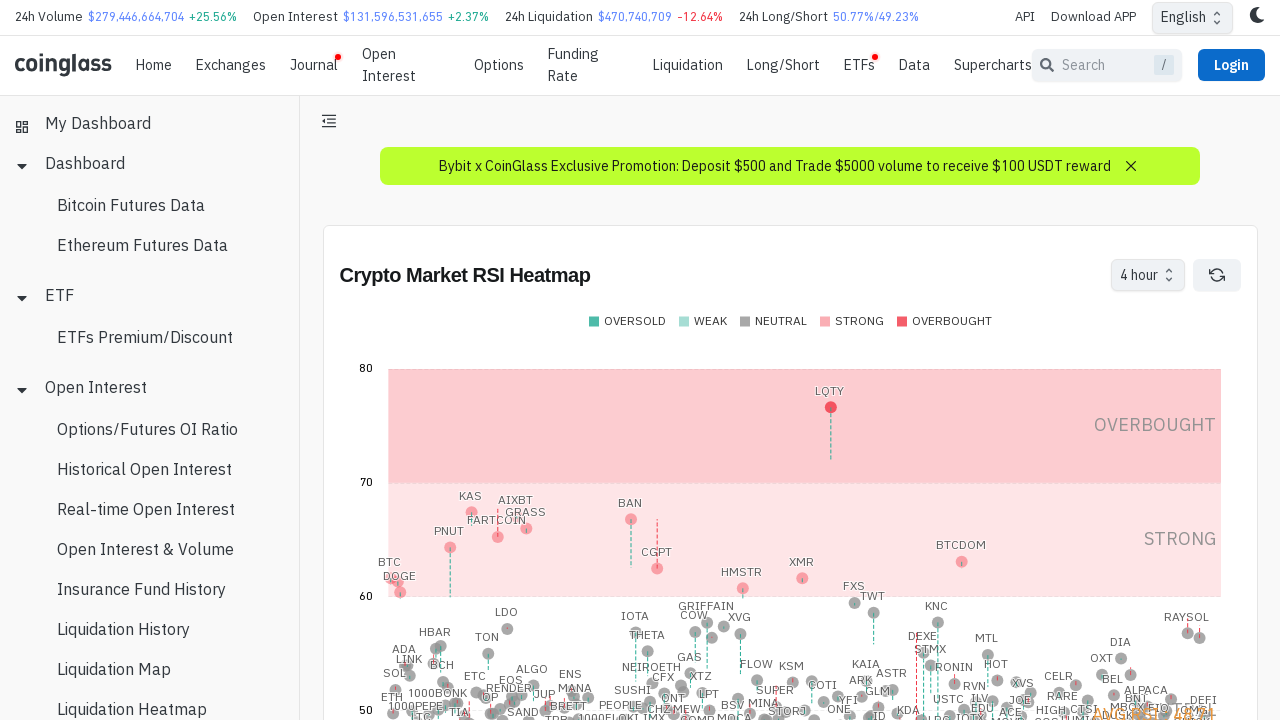 24h Volume $279,446,664,704 +25.56% Open Interest $131,596,531,655 +2.37% 24h Liquidation $470,740,709 -12.64% 24h Long/Short 50.77%/49.23% API Download APP English
coinglass Home Exchanges Journal Open Interest Options Funding Rate Liquidation Long/Short ETFs Data Supercharts Search / Login
My Dashboard
Dashboard
Bitcoin Futures Data
Ethereum Futures Data
ETF
ETFs Premium/Discount
Open Interest
Options/Futures OI Ratio
Historical Open Interest
Real-time Open Interest
Open Interest & Volume
Insurance Fund History
Liquidation History
Liquidation Map
Liquidation Heatmap
Bybit x CoinGlass Exclusive Promotion: Deposit $500 and Trade $5000 volume to receive $100 USDT reward
Crypto Market RSI Heatmap
4 hour
OVERSOLD WEAK NEUTRAL STRONG OVERBOUGHT
80
LQTY
OVERBOUGHT
70
KAS AIXBT
GRASS
FARTCOIN
BAN
PNUT
STRONG
BTCDOM
CGPT
BTC XMR
HMSTR
DOGE
FXS
60 TWT
GRIFFAIN KNC
LDO IOTA COW XVG RAYSOL
HBAR TON THETA DEXE MTL
ADA STMX DIA
LINK BCH GAS OXT
SOL ETC ALGO ENS NEIROETH FLOW KSM KAIA ASTR RONIN HOT CELR BEL
EOS CFX XTZ ARK
RENDER MANA SUSHI SUPER COTI GLM RVN XVS ALPACA
ETH 1000BONK JUP LPT BSV MINA YFI USTC JOE RARE BNT DEFI
1000PEPE BRETT PEOPLE CHZ MEW ONE KDA EDU HIGH
50 TIA SAND STORJ ID ACE